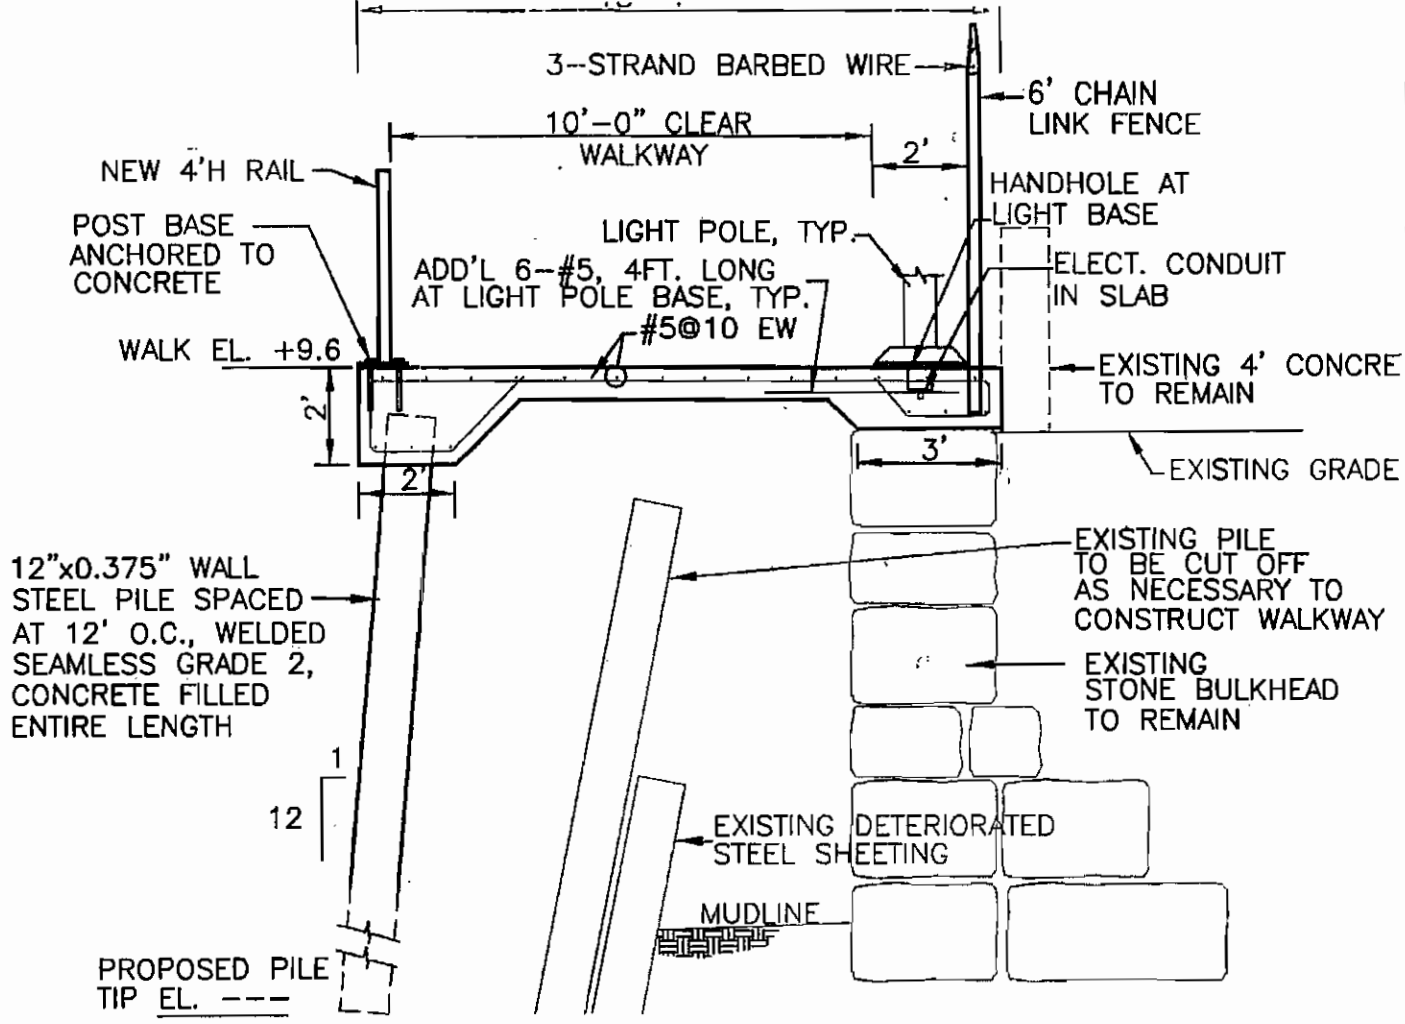 3-STRAND BARBED WIRE
6' CHAIN
LINK FENCE
10'-0" CLEAR
WALKWAY
2'
NEW 4'H RAIL
HANDHOLE AT
LIGHT BASE
POST BASE
ANCHORED TO
CONCRETE
LIGHT POLE, TYP.
ADD'L 6-#5, 4FT. LONG
AT LIGHT POLE BASE, TYP.
#5@10 EW
ELECT. CONDUIT
IN SLAB
WALK EL. +9.6
EXISTING 4' CONCRE
TO REMAIN
2'
2'
3'
EXISTING GRADE
12"x0.375" WALL
STEEL PILE SPACED
AT 12' O.C., WELDED
SEAMLESS GRADE 2,
CONCRETE FILLED
ENTIRE LENGTH
EXISTING PILE
TO BE CUT OFF
AS NECESSARY TO
CONSTRUCT WALKWAY
EXISTING
STONE BULKHEAD
TO REMAIN
1
12
EXISTING DETERIORATED
STEEL SHEETING
MUDLINE
PROPOSED PILE
TIP EL. ---